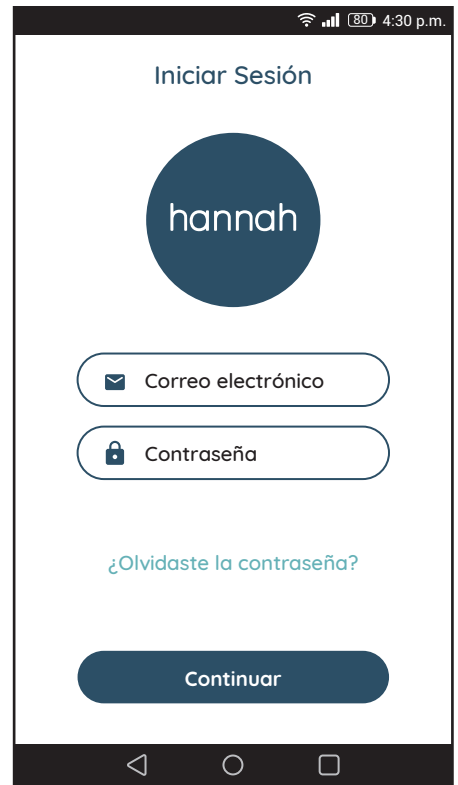 80 4:30 p.m.
Iniciar Sesión
hannah
Correo electrónico
Contraseña
¿Olvidaste la contraseña?
Continuar